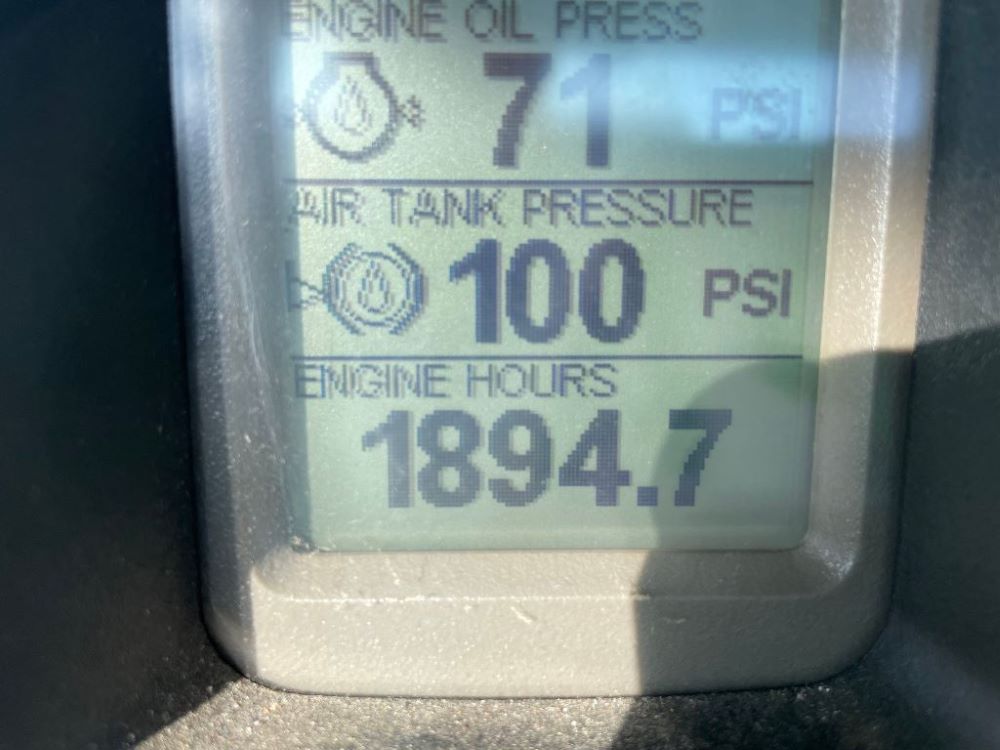 ENGINE OIL PRESS
71 PSI
AIR TANK PRESSURE
100 PSI
ENGINE HOURS
1894.7